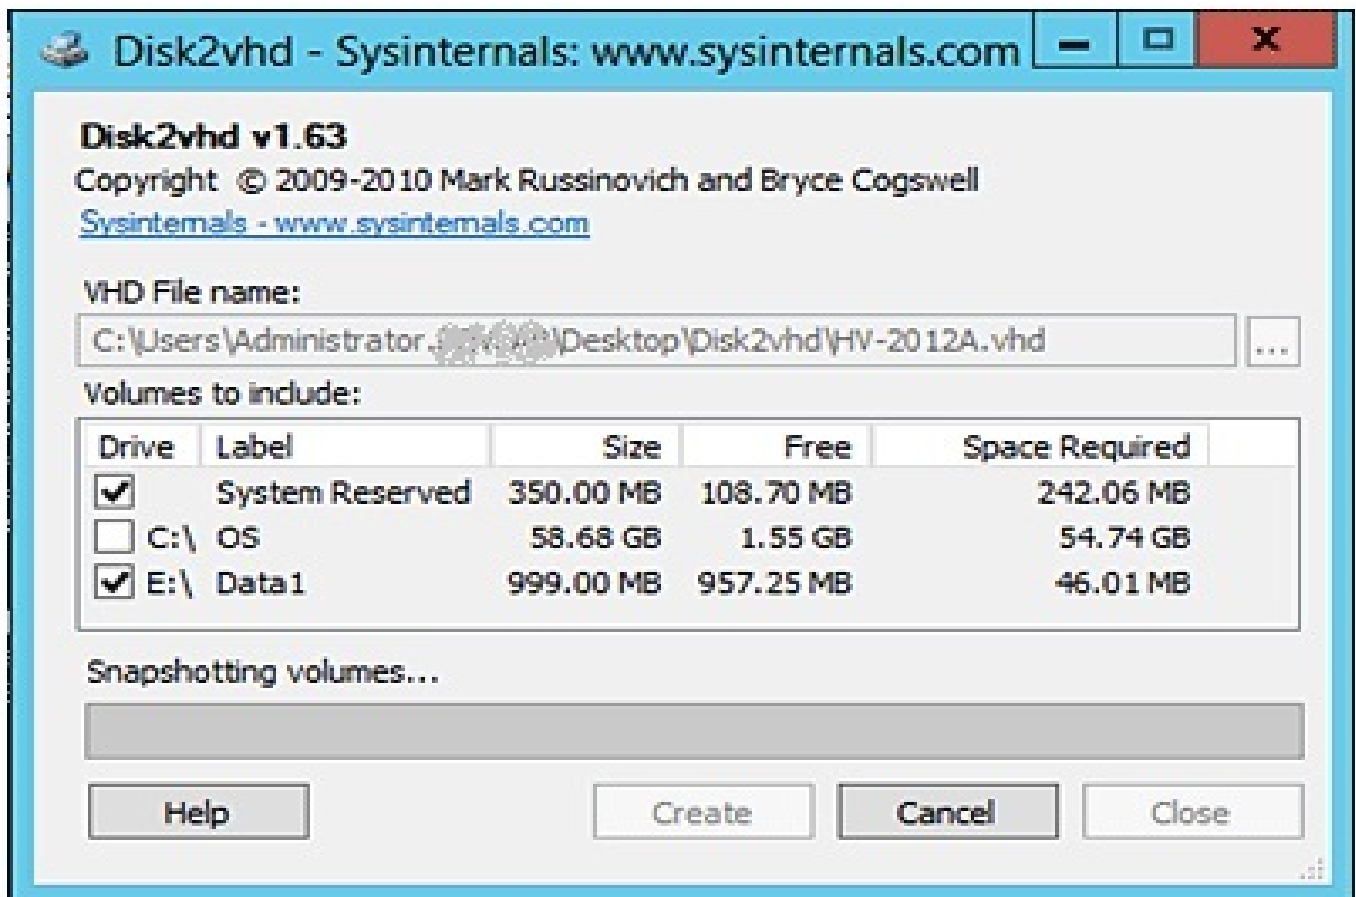 Disk2vhd - Sysinternals: www.sysinternals.com
Disk2vhd v1.63
Copyright © 2009-2010 Mark Russinovich and Bryce Cogswell
Sysinternals - www.sysinternals.com
VHD File name:
C:\Users\Administrator.\Desktop\Disk2vhd\HV-2012A.vhd ...
Volumes to include:
Drive Label Size Free Space Required
System Reserved 350.00 MB 108.70 MB 242.06 MB
C:\ OS 58.68 GB 1.55 GB 54.74 GB
E:\ Data1 999.00 MB 957.25 MB 46.01 MB
Snapshotting volumes...
Help Create Cancel Close